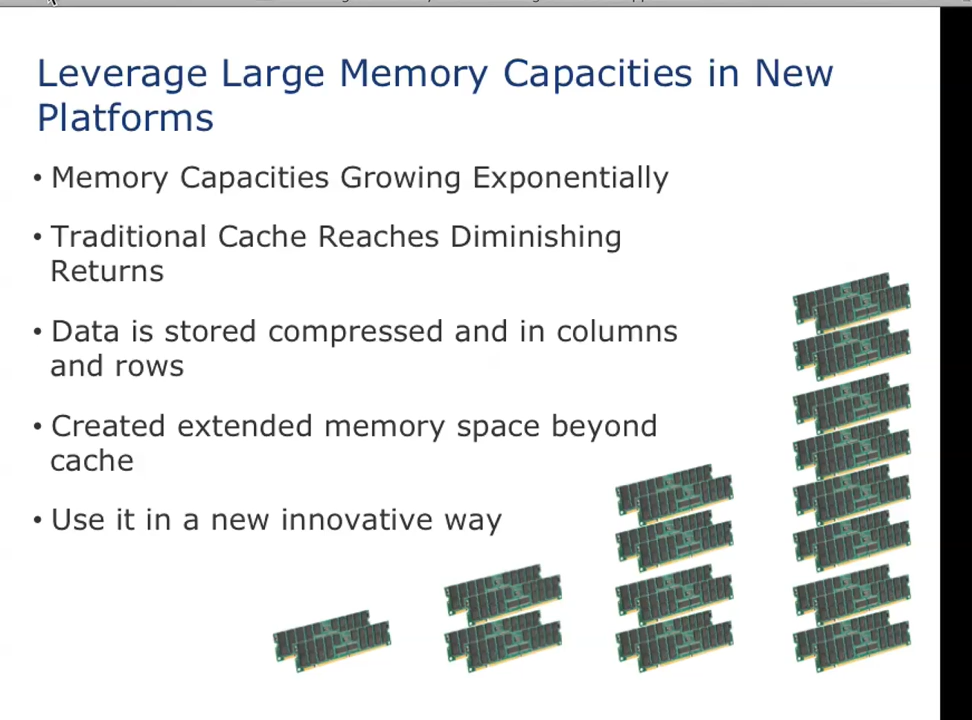 Leverage Large Memory Capacities in New
Platforms
• Memory Capacities Growing Exponentially
• Traditional Cache Reaches Diminishing
Returns
• Data is stored compressed and in columns
and rows
• Created extended memory space beyond
cache
• Use it in a new innovative way